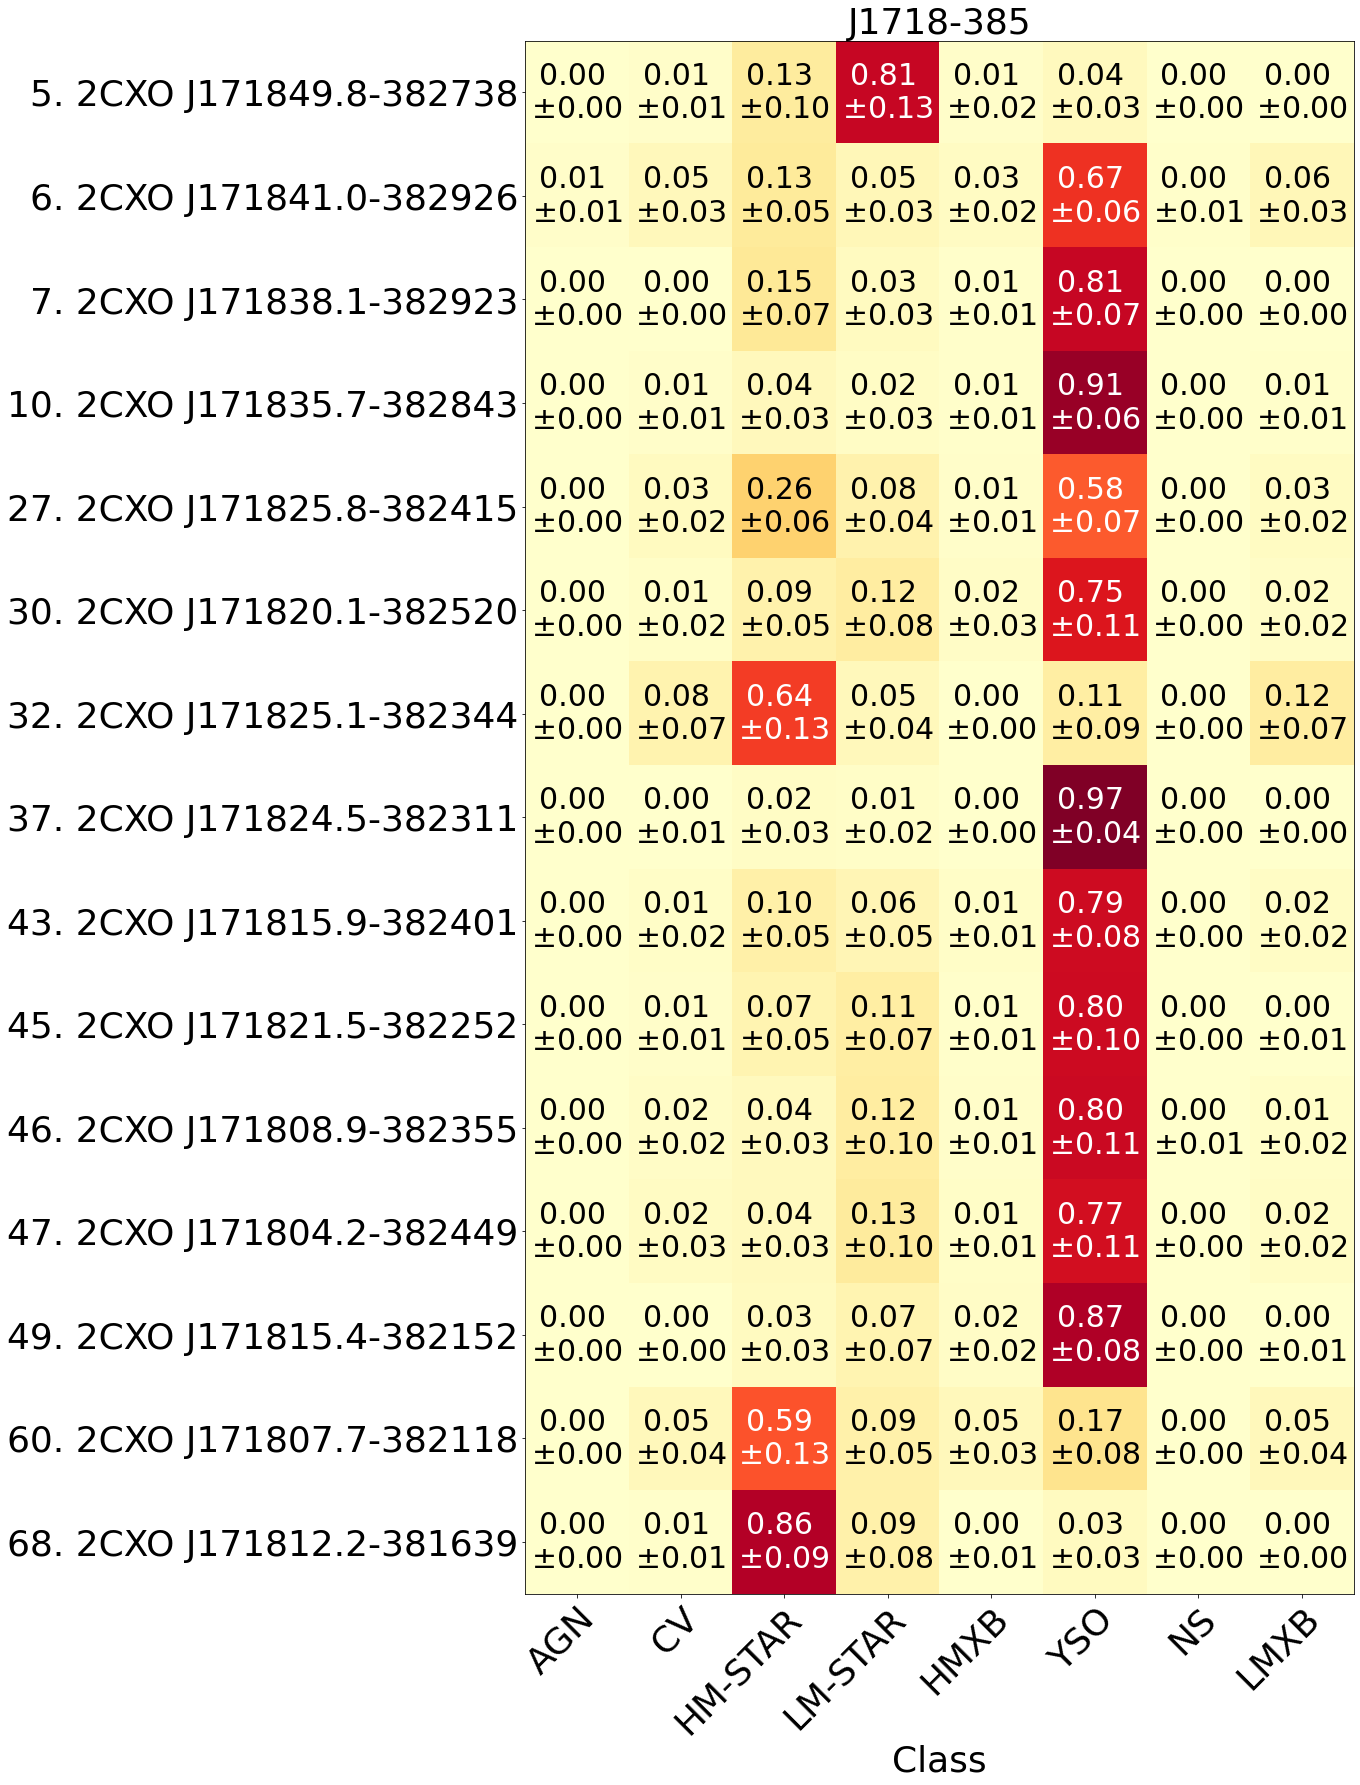 J1718-385
5. 2CXO J171849.8-382738 0.00 0.01 0.13 0.81 0.01 0.04 0.00 0.00
±0.00 ±0.01 ±0.10 ±0.13 ±0.02 ±0.03 ±0.00 ±0.00
6. 2CXO J171841.0-382926 0.01 0.05 0.13 0.05 0.03 0.67 0.00 0.06
±0.01 ±0.03 ±0.05 ±0.03 ±0.02 ±0.06 ±0.01 ±0.03
7. 2CXO J171838.1-382923 0.00 0.00 0.15 0.03 0.01 0.81 0.00 0.00
±0.00 ±0.00 ±0.07 ±0.03 ±0.01 ±0.07 ±0.00 ±0.00
10. 2CXO J171835.7-382843 0.00 0.01 0.04 0.02 0.01 0.91 0.00 0.01
±0.00 ±0.01 ±0.03 ±0.03 ±0.01 ±0.06 ±0.00 ±0.01
27. 2CXO J171825.8-382415 0.00 0.03 0.26 0.08 0.01 0.58 0.00 0.03
±0.00 ±0.02 ±0.06 ±0.04 ±0.01 ±0.07 ±0.00 ±0.02
30. 2CXO J171820.1-382520 0.00 0.01 0.09 0.12 0.02 0.75 0.00 0.02
±0.00 ±0.02 ±0.05 ±0.08 ±0.03 ±0.11 ±0.00 ±0.02
32. 2CXO J171825.1-382344 0.00 0.08 0.64 0.05 0.00 0.11 0.00 0.12
±0.00 ±0.07 ±0.13 ±0.04 ±0.00 ±0.09 ±0.00 ±0.07
37. 2CXO J171824.5-382311 0.00 0.00 0.02 0.01 0.00 0.97 0.00 0.00
±0.00 ±0.01 ±0.03 ±0.02 ±0.00 ±0.04 ±0.00 ±0.00
43. 2CXO J171815.9-382401 0.00 0.01 0.10 0.06 0.01 0.79 0.00 0.02
±0.00 ±0.02 ±0.05 ±0.05 ±0.01 ±0.08 ±0.00 ±0.02
45. 2CXO J171821.5-382252 0.00 0.01 0.07 0.11 0.01 0.80 0.00 0.00
±0.00 ±0.01 ±0.05 ±0.07 ±0.01 ±0.10 ±0.00 ±0.01
46. 2CXO J171808.9-382355 0.00 0.02 0.04 0.12 0.01 0.80 0.00 0.01
±0.00 ±0.02 ±0.03 ±0.10 ±0.01 ±0.11 ±0.01 ±0.02
47. 2CXO J171804.2-382449 0.00 0.02 0.04 0.13 0.01 0.77 0.00 0.02
±0.00 ±0.03 ±0.03 ±0.10 ±0.01 ±0.11 ±0.00 ±0.02
49. 2CXO J171815.4-382152 0.00 0.00 0.03 0.07 0.02 0.87 0.00 0.00
±0.00 ±0.00 ±0.03 ±0.07 ±0.02 ±0.08 ±0.00 ±0.01
60. 2CXO J171807.7-382118 0.00 0.05 0.59 0.09 0.05 0.17 0.00 0.05
±0.00 ±0.04 ±0.13 ±0.05 ±0.03 ±0.08 ±0.00 ±0.04
68. 2CXO J171812.2-381639 0.00 0.01 0.86 0.09 0.00 0.03 0.00 0.00
±0.00 ±0.01 ±0.09 ±0.08 ±0.01 ±0.03 ±0.00 ±0.00
AGN CV HM-STAR LM-STAR HMXB YSO NS LMXB
Class